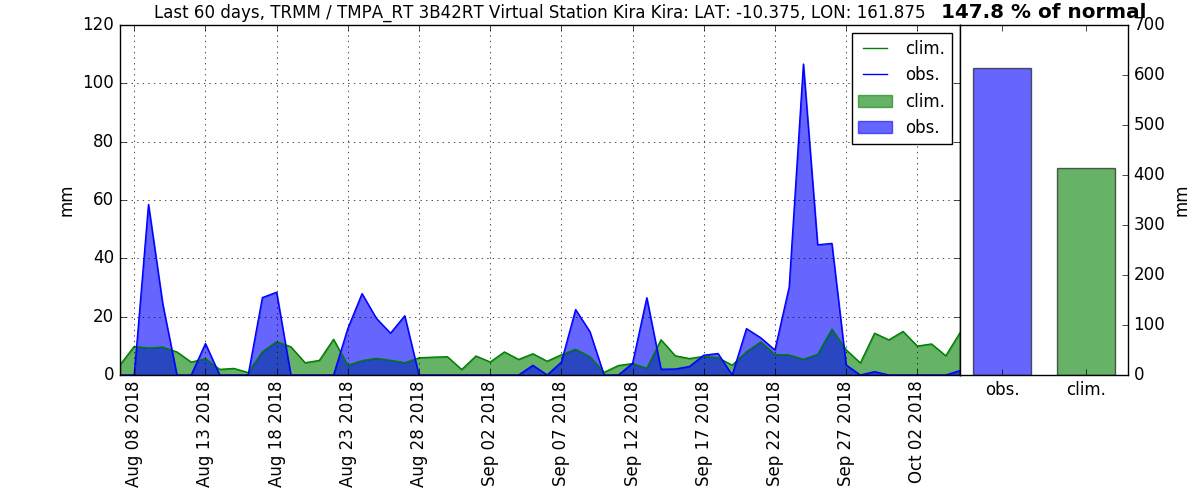 Last 60 days, TRMM / TMPA_RT 3B42RT Virtual Station Kira Kira: LAT: -10.375, LON: 161.875 147.8 % of normal
120
100
80
60
40
20
0
mm
clim.
obs.
clim.
obs.
Aug 08 2018
Aug 13 2018
Aug 18 2018
Aug 23 2018
Aug 28 2018
Sep 02 2018
Sep 07 2018
Sep 12 2018
Sep 17 2018
Sep 22 2018
Sep 27 2018
Oct 02 2018
700
600
500
400
300
200
100
0
mm
obs.
clim.